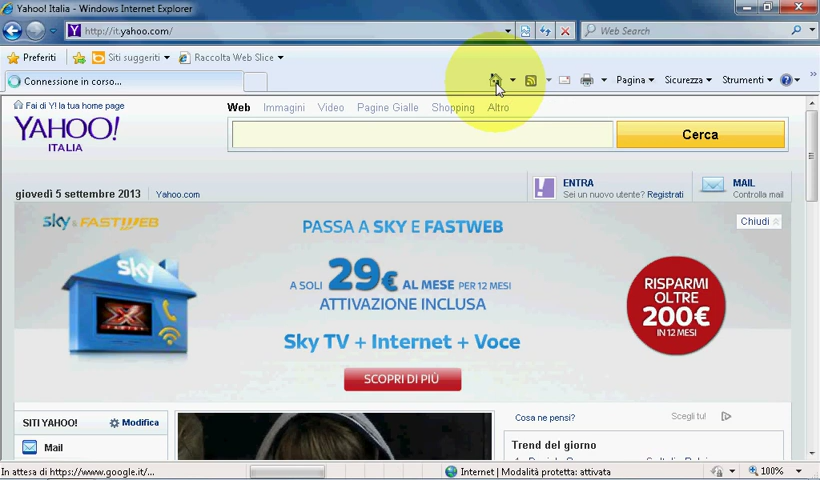 Yahoo! Italia - Windows Internet Explorer
http://it.yahoo.com/
Web Search
Preferiti
Siti suggeriti
Raccolta Web Slice
Connessione in corso...
Pagina
Sicurezza
Strumenti
Fai di Y! la tua home page
Web Immagini Video Pagine Gialle Shopping Altro
YAHOO!
ITALIA
Cerca
giovedì 5 settembre 2013
Yahoo.com
ENTRA
Sei un nuovo utente? Registrati
MAIL
Controlla mail
sky & FASTWEB
Chiudi
PASSA A SKY E FASTWEB
sky
X FACTOR
A SOLI 29€ AL MESE PER 12 MESI
ATTIVAZIONE INCLUSA
Sky TV + Internet + Voce
SCOPRI DI PIÙ
RISPARMI
OLTRE
200€
IN 12 MESI
SITI YAHOO!
Modifica
Mail
Cosa ne pensi?
Scegli tu!
Trend del giorno
In attesa di https://www.google.it/...
Internet | Modalità protetta: attivata
100%